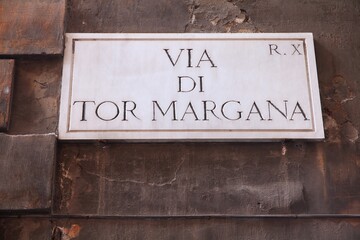 VIA R. X
DI
TOR MARGANA